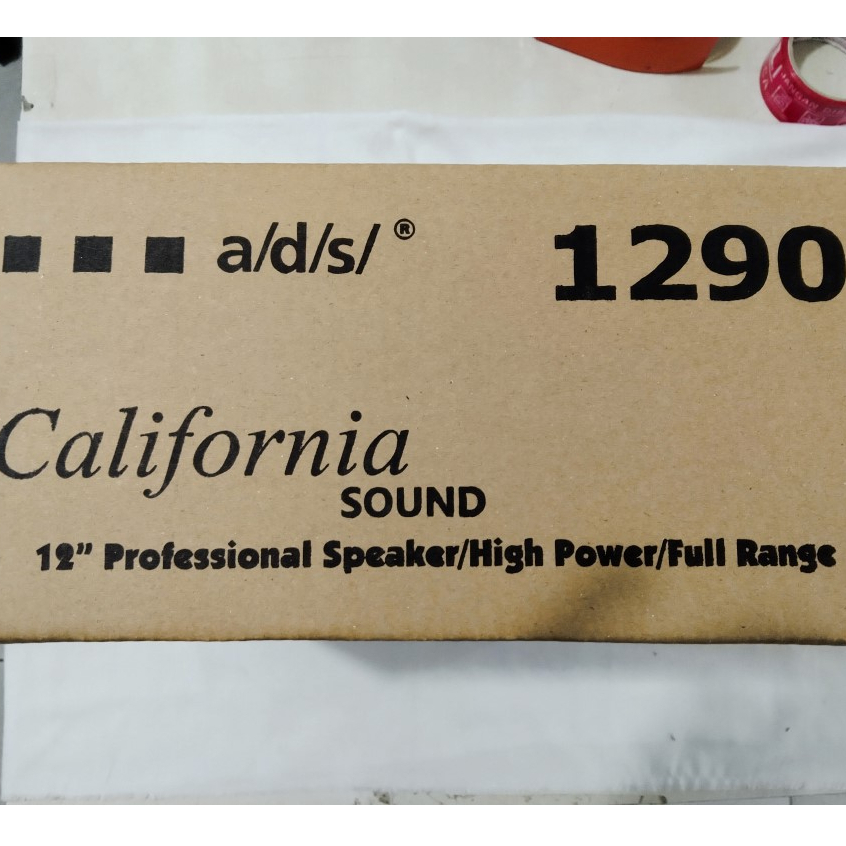 a/d/s/® 1290
California
SOUND
12” Professional Speaker/High Power/Full Range